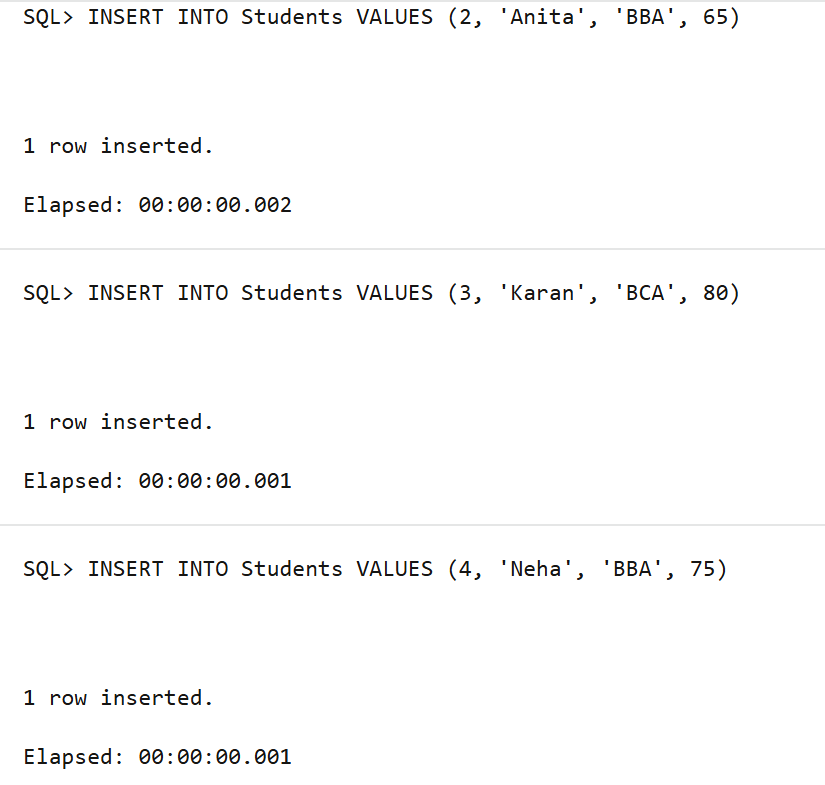 SQL> INSERT INTO Students VALUES (2, 'Anita', 'BBA', 65)
1 row inserted.
Elapsed: 00:00:00.002
SQL> INSERT INTO Students VALUES (3, 'Karan', 'BCA', 80)
1 row inserted.
Elapsed: 00:00:00.001
SQL> INSERT INTO Students VALUES (4, 'Neha', 'BBA', 75)
1 row inserted.
Elapsed: 00:00:00.001